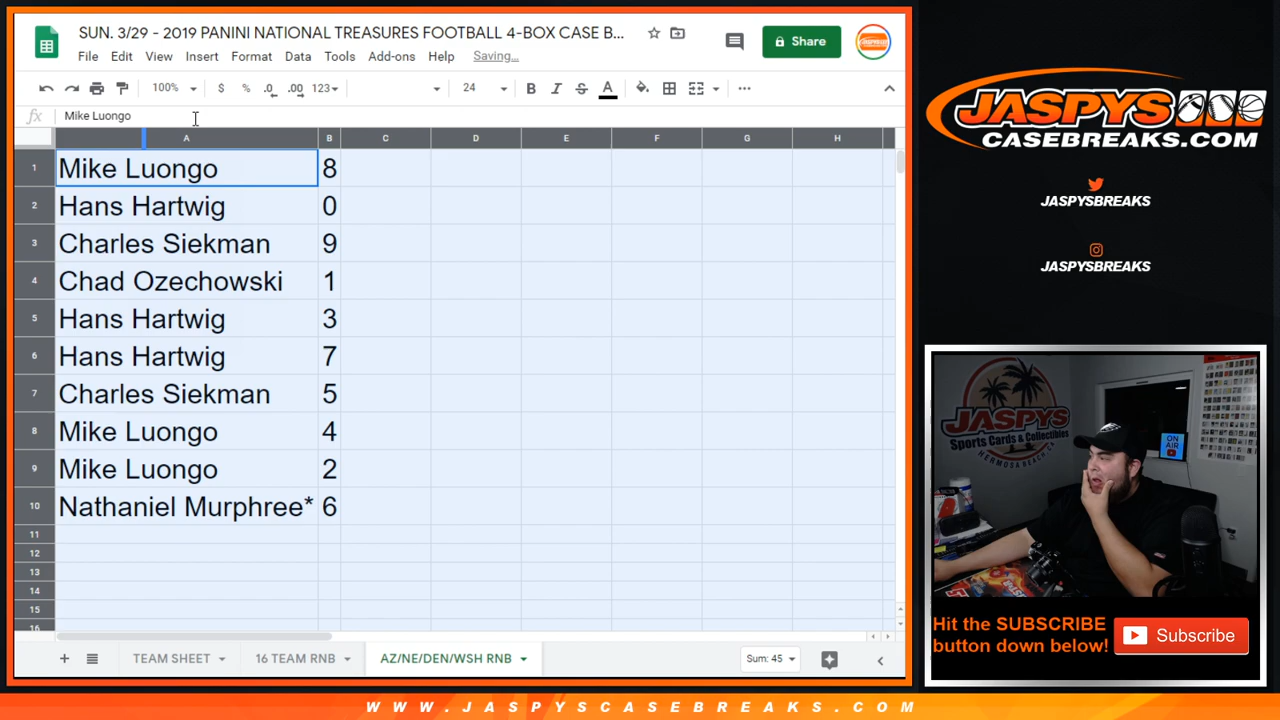 SUN. 3/29 - 2019 PANINI NATIONAL TREASURES FOOTBALL 4-BOX CASE B...
File Edit View Insert Format Data Tools Add-ons Help Saving...
Share
100% $ % .0 .00 123 24 B I S A
fx Mike Luongo
A B C D E F G H
1 Mike Luongo 8
2 Hans Hartwig 0
3 Charles Siekman 9
4 Chad Ozechowski 1
5 Hans Hartwig 3
6 Hans Hartwig 7
7 Charles Siekman 5
8 Mike Luongo 4
9 Mike Luongo 2
10 Nathaniel Murphree* 6
11
12
13
14
15
16
TEAM SHEET 16 TEAM RNB AZ/NE/DEN/WSH RNB Sum: 45
JASPYS
CASEBREAKS.COM
JASPYSBREAKS
JASPYSBREAKS
JASPYS
Sports Cards & Collectibles
HERMOSA BEACH, CA
ON
AIR
Hit the SUBSCRIBE
button down below!
Subscribe
WWW.JASPYSCASEBREAKS.COM